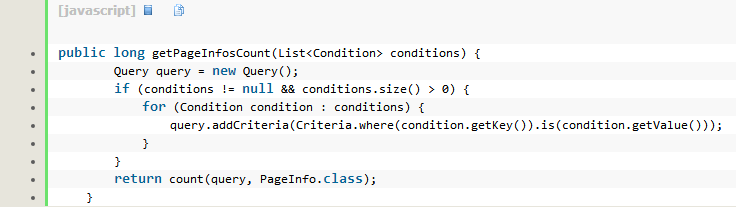 [javascript]
public long getPageInfosCount(List<Condition> conditions) {
Query query = new Query();
if (conditions != null && conditions.size() > 0) {
for (Condition condition : conditions) {
query.addCriteria(Criteria.where(condition.getKey()).is(condition.getValue()));
}
}
return count(query, PageInfo.class);
}